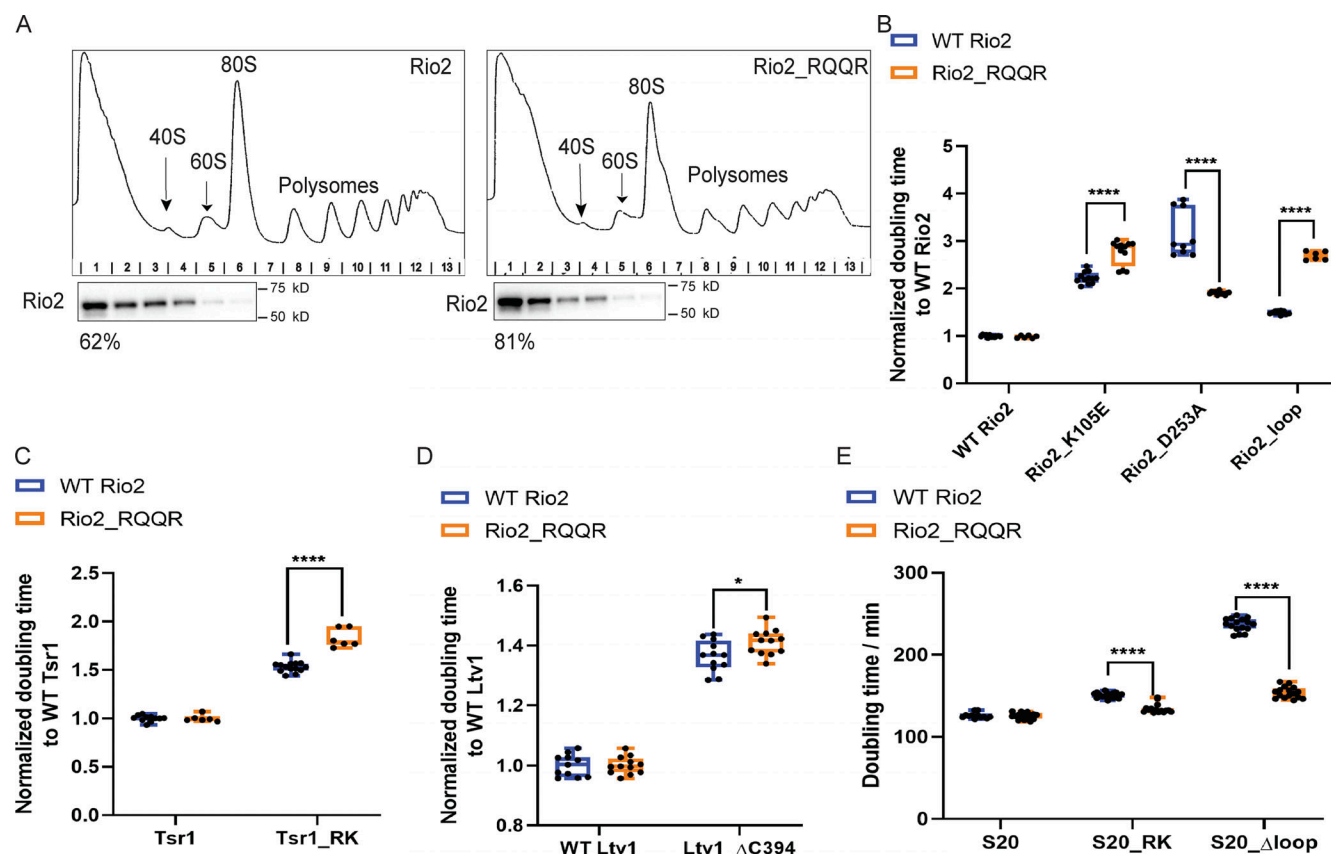 A
Rio2
80S
40S
60S
Polysomes
1 2 3 4 5 6 7 8 9 10 11 12 13
Rio2
75 kD
50 kD
62%
Rio2_RQQR
80S
40S
60S
Polysomes
1 2 3 4 5 6 7 8 9 10 11 12 13
Rio2
75 kD
50 kD
81%
B
WT Rio2
Rio2_RQQR
Normalized doubling time
to WT Rio2
5
4
3
2
1
0
****
****
****
WT Rio2
Rio2_K105E
Rio2_D253A
Rio2_loop
C
WT Rio2
Rio2_RQQR
Normalized doubling time
to WT Tsr1
2.5
2.0
1.5
1.0
0.5
0.0
****
Tsr1
Tsr1_RK
D
WT Rio2
Rio2_RQQR
Normalized doubling time
to WT Ltv1
1.6
1.4
1.2
1.0
0.8
*
WT Ltv1
Ltv1_ΔC394
E
WT Rio2
Rio2_RQQR
Doubling time / min
300
200
100
0
****
****
S20
S20_RK
S20_Δloop